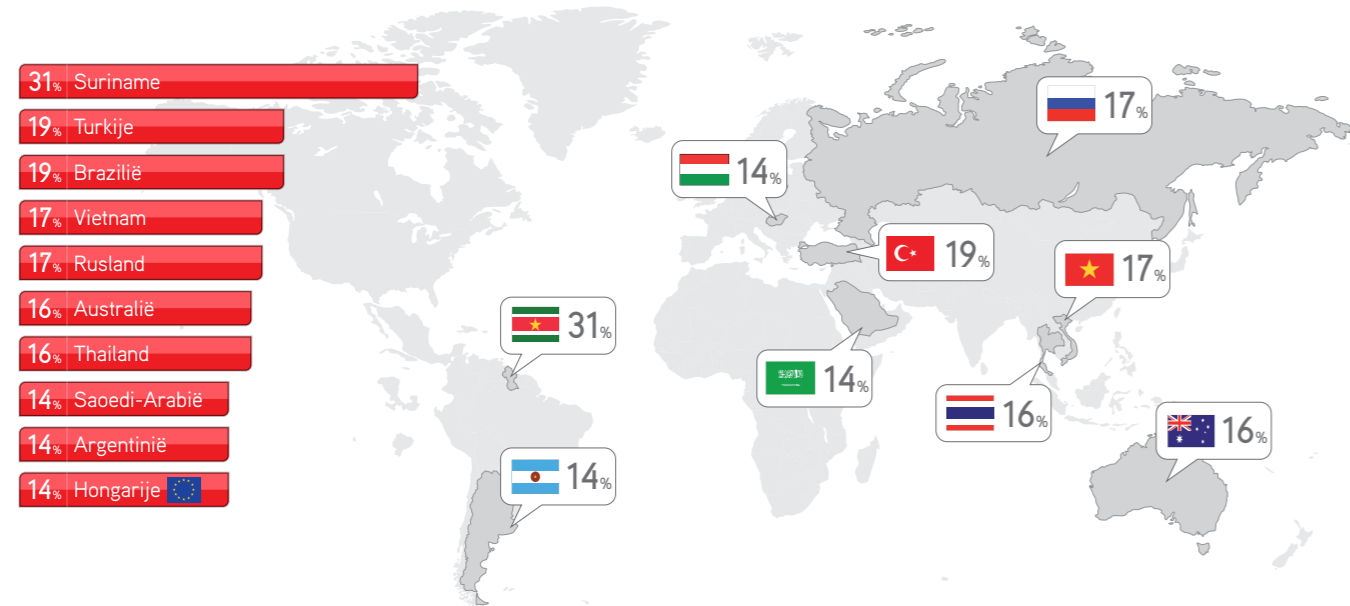 31% Suriname
19% Turkije
19% Brazilië
17% Vietnam
17% Rusland
16% Australië
16% Thailand
14% Saoedi-Arabië
14% Argentinië
14% Hongarije
17%
14%
19%
17%
31%
14%
16%
16%
14%